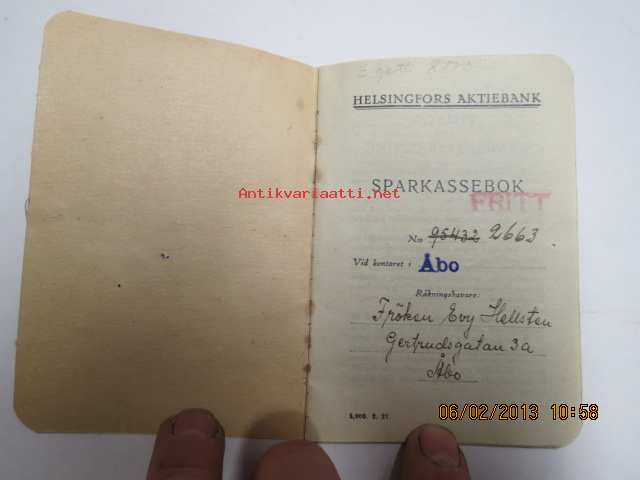 HELSINGFORS AKTIEBANK
SPARKASSEBOK
FRITT
N:o 95432 2663
Vid kontoret i Åbo
Räkningshavare:
Fröken Evy Hellsten
Gertrudsgatan 3a
Åbo
Antikvariaatti.net
06/02/2013 10:58